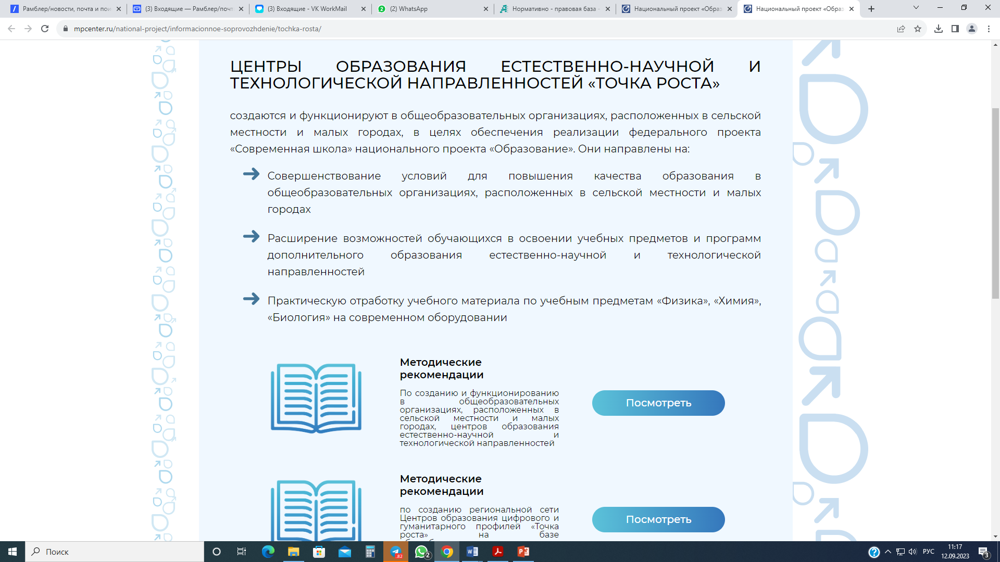 Рамблер/новости, почта и пои
(3) Входящие — Рамблер/почт
(3) Входящие - VK WorkMail
(2) WhatsApp
Нормативно - правовая база -
Национальный проект «Образ
Национальный проект «Образ
mpcenter.ru/national-project/informacionnoe-soprovozhdenie/tochka-rosta/
ЦЕНТРЫ ОБРАЗОВАНИЯ ЕСТЕСТВЕННО-НАУЧНОЙ И
ТЕХНОЛОГИЧЕСКОЙ НАПРАВЛЕННОСТЕЙ «ТОЧКА РОСТА»
создаются и функционируют в общеобразовательных организациях, расположенных в сельской
местности и малых городах, в целях обеспечения реализации федерального проекта
«Современная школа» национального проекта «Образование». Они направлены на:
Совершенствование условий для повышения качества образования в
общеобразовательных организациях, расположенных в сельской местности и малых
городах
Расширение возможностей обучающихся в освоении учебных предметов и программ
дополнительного образования естественно-научной и технологической
направленностей
Практическую отработку учебного материала по учебным предметам «Физика», «Химия»,
«Биология» на современном оборудовании
Методические
рекомендации
По созданию и функционированию
в общеобразовательных
организациях, расположенных в
сельской местности и малых
городах, центров образования
естественно-научной и
технологической направленностей
Посмотреть
Методические
рекомендации
по созданию региональной сети
Центров образования цифрового и
гуманитарного профилей «Точка
роста» на базе
Посмотреть
Поиск
.82
2
РУС
11:17
12.09.2023
3